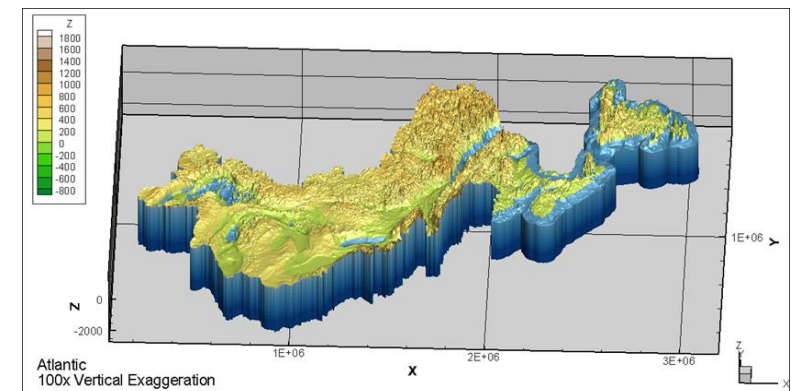 Z
1800
1600
1400
1200
1000
800
600
400
200
0
-200
-400
-600
-800
1E+06
Y
Z
0
-2000
1E+06
2E+06
3E+06
X
Z
Y
X
Atlantic
100x Vertical Exaggeration